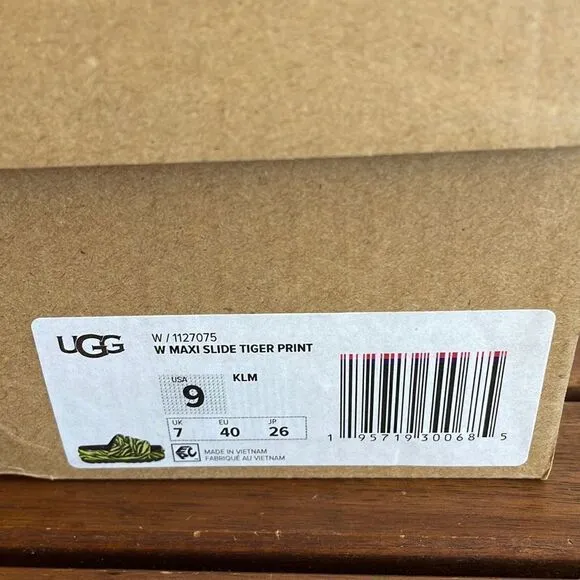 UGG
W / 1127075
W MAXI SLIDE TIGER PRINT
USA
9
KLM
UK EU JP
7 40 26
MADE IN VIETNAM
FABRIQUÉ AU VIETNAM
1 95719 30068 5